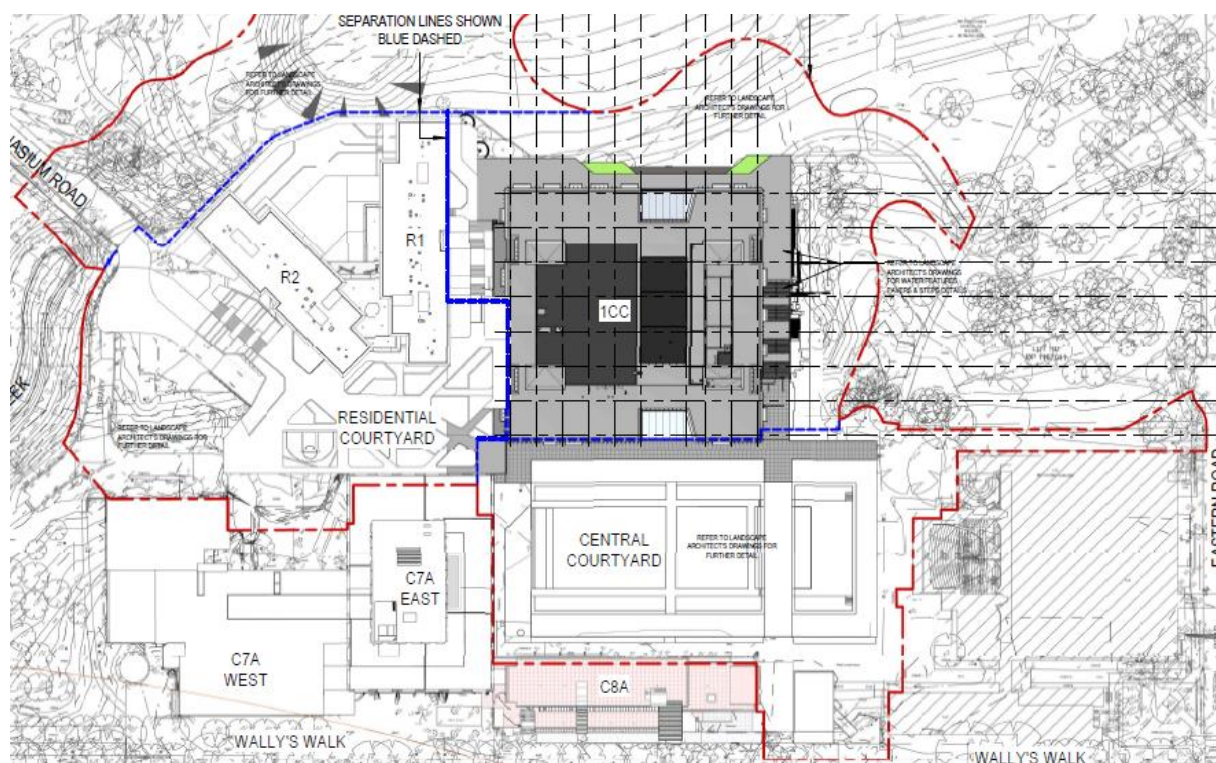 SEPARATION LINES SHOWN
BLUE DASHED
REFER TO LANDSCAPE
ARCHITECT'S DRAWINGS
FOR FURTHER DETAIL
REFER TO LANDSCAPE
ARCHITECT'S DRAWINGS FOR
FURTHER DETAIL
ASIUM ROAD
R1
R2
1CC
REFER TO LANDSCAPE
ARCHITECT'S DRAWINGS
FOR WATER FEATURES,
PAVERS & STEPS DETAILS
RESIDENTIAL
COURTYARD
REFER TO LANDSCAPE
ARCHITECT'S DRAWINGS FOR
FURTHER DETAIL
EASTERN ROAD
CENTRAL
COURTYARD
REFER TO LANDSCAPE
ARCHITECT'S DRAWINGS FOR
FURTHER DETAIL
C7A
EAST
C7A
WEST
C8A
WALLY'S WALK
WALLY'S WALK